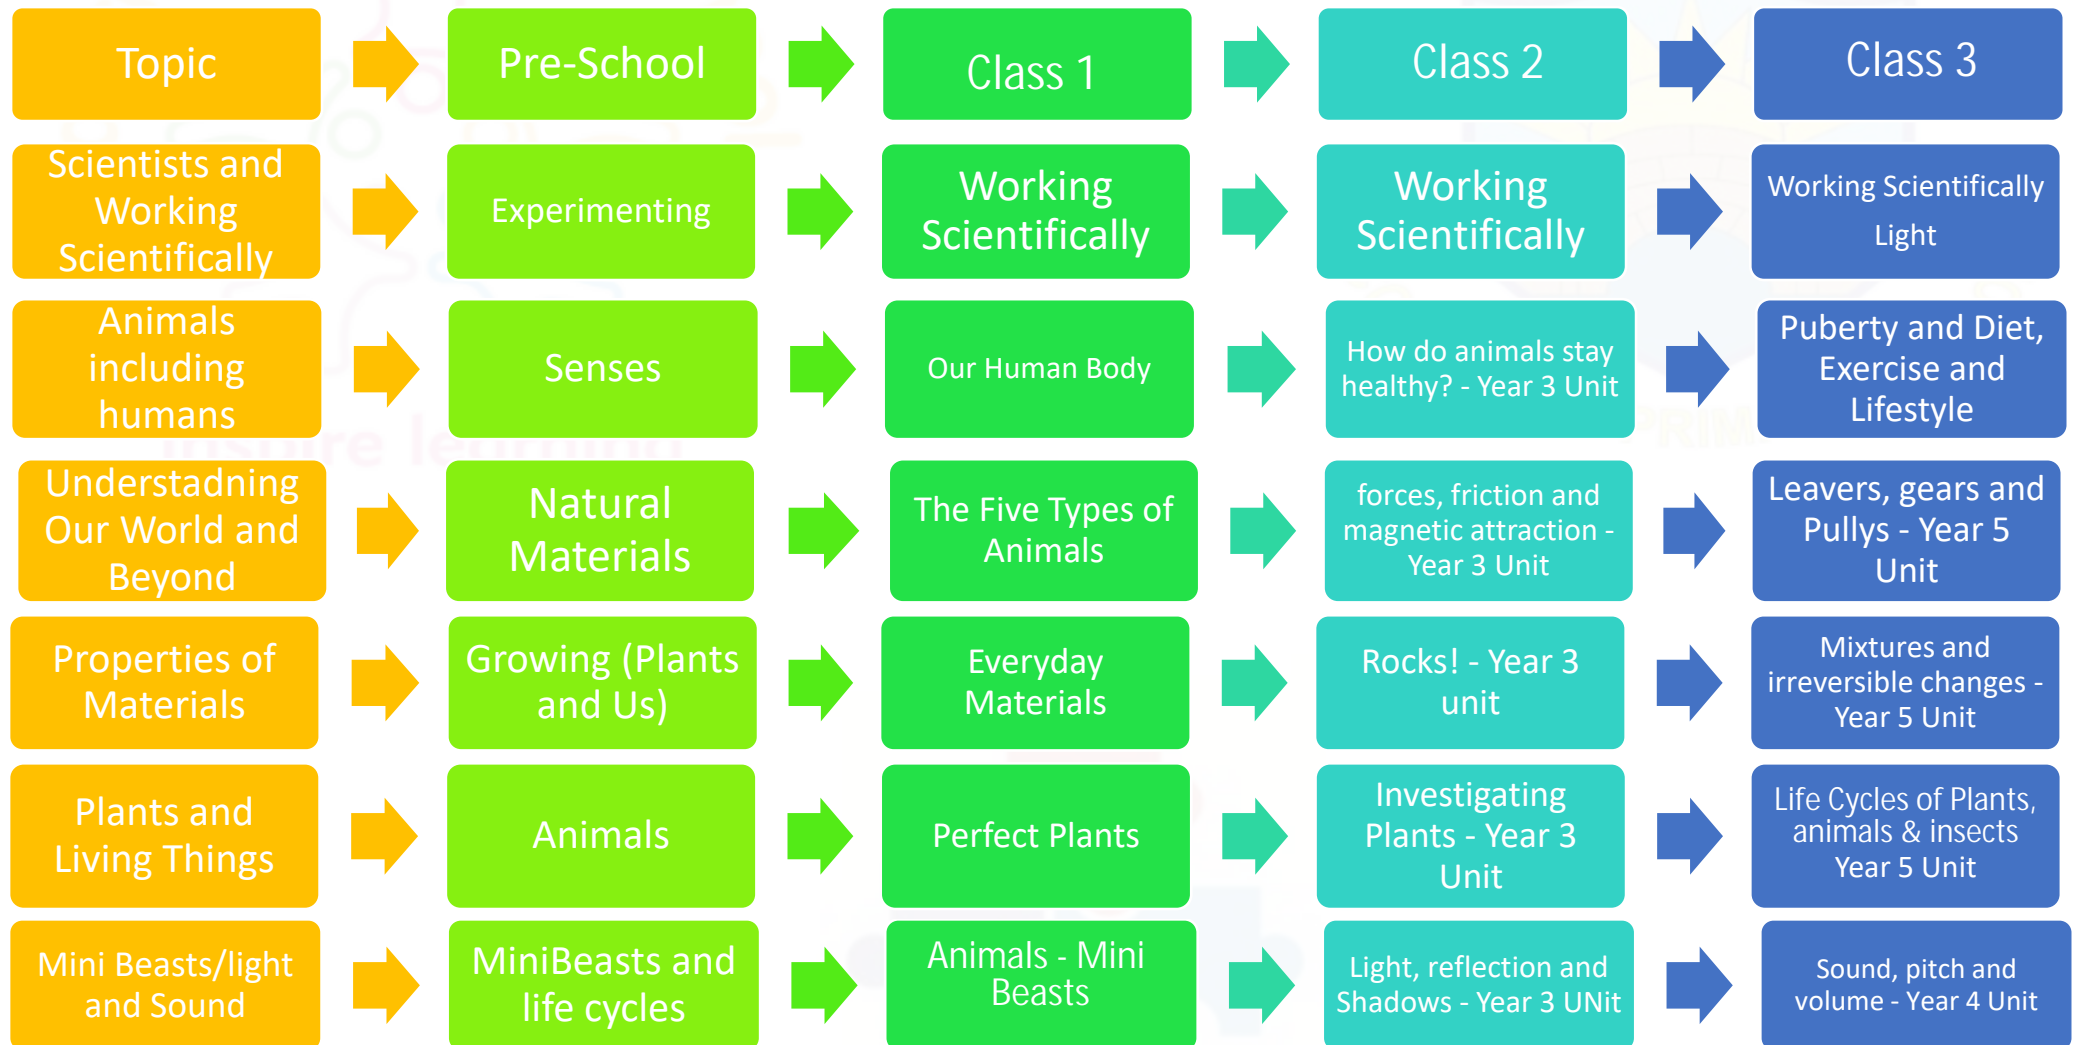 Topic
Pre-School
Class 1
Class 2
Class 3
Scientists and
Working
Scientifically
Experimenting
Working
Scientifically
Working
Scientifically
Working Scientifically
Light
Animals
including
humans
Senses
Our Human Body
How do animals stay
healthy? - Year 3 Unit
Puberty and Diet,
Exercise and
Lifestyle
Understadning
Our World and
Beyond
Natural
Materials
The Five Types of
Animals
forces, friction and
magnetic attraction -
Year 3 Unit
Leavers, gears and
Pullys - Year 5
Unit
Properties of
Materials
Growing (Plants
and Us)
Everyday
Materials
Rocks! - Year 3
unit
Mixtures and
irreversible changes -
Year 5 Unit
Plants and
Living Things
Animals
Perfect Plants
Investigating
Plants - Year 3
Unit
Life Cycles of Plants,
animals & insects
Year 5 Unit
Mini Beasts/light
and Sound
MiniBeasts and
life cycles
Animals - Mini
Beasts
Light, reflection and
Shadows - Year 3 UNit
Sound, pitch and
volume - Year 4 Unit
inspire learning